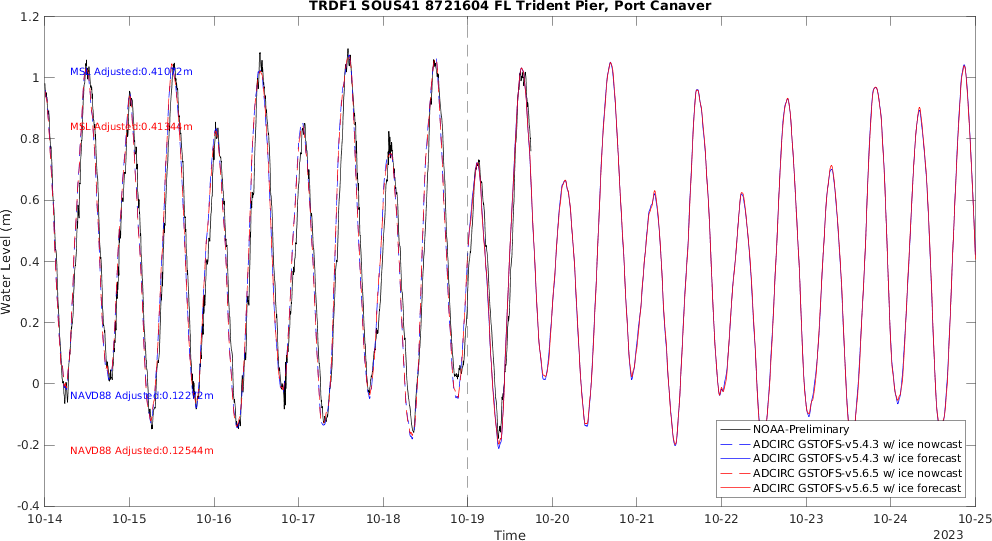 TRDF1 SOUS41 8721604 FL Trident Pier, Port Canaver
Water Level (m)
1.2
1
0.8
0.6
0.4
0.2
0
-0.2
-0.4
MSL Adjusted:0.41072m
MSL Adjusted:0.41344m
NAVD88 Adjusted:0.12272m
NAVD88 Adjusted:0.12544m
NOAA-Preliminary
ADCIRC GSTOFS-v5.4.3 w/ ice nowcast
ADCIRC GSTOFS-v5.4.3 w/ ice forecast
ADCIRC GSTOFS-v5.6.5 w/ ice nowcast
ADCIRC GSTOFS-v5.6.5 w/ ice forecast
10-14 10-15 10-16 10-17 10-18 10-19 10-20 10-21 10-22 10-23 10-24 10-25
Time
2023